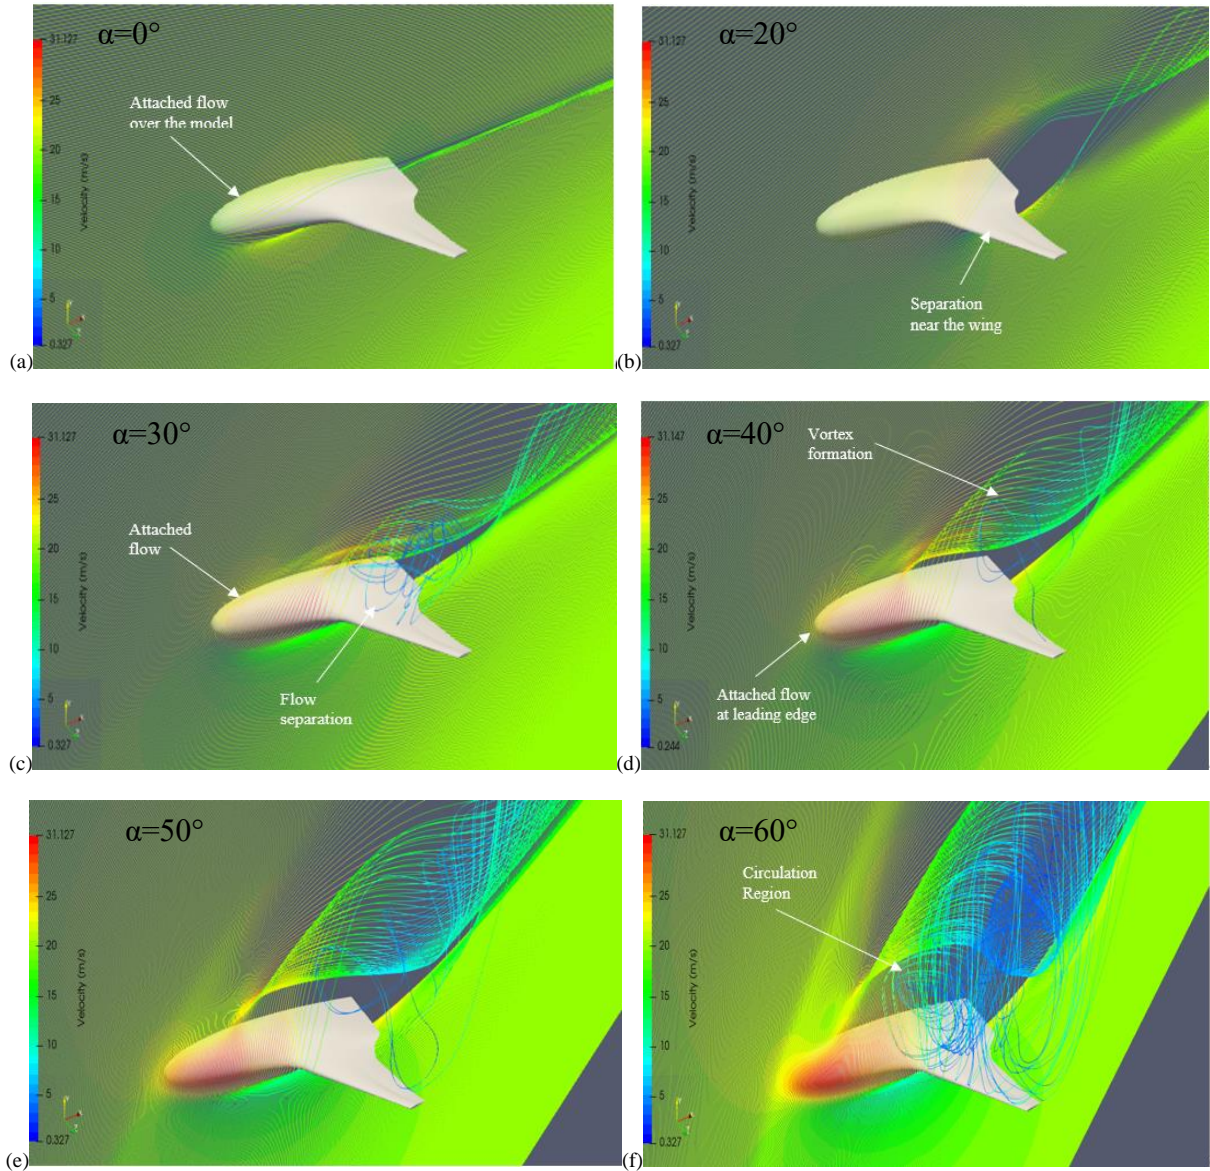 α=0°
31.127
25
20
15
10
5
0.327
Velocity (m/s)
Attached flow
over the model
(a)
α=20°
31.127
25
20
15
10
5
0.327
Velocity (m/s)
Separation
near the wing
(b)
α=30°
31.127
25
20
15
10
5
0.327
Velocity (m/s)
Attached
flow
Flow
separation
(c)
α=40°
31.147
25
20
15
10
5
0.244
Velocity (m/s)
Vortex
formation
Attached flow
at leading edge
(d)
α=50°
31.127
25
20
15
10
5
0.327
Velocity (m/s)
(e)
α=60°
31.127
25
20
15
10
5
0.327
Velocity (m/s)
Circulation
Region
(f)